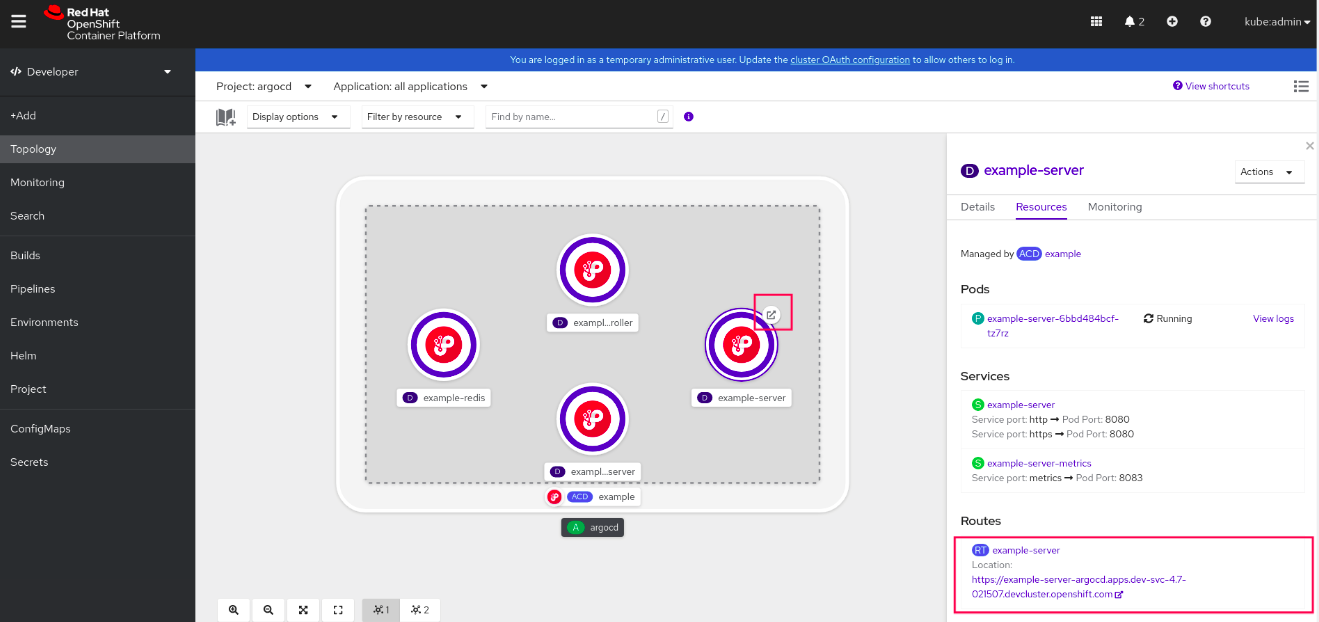 Red Hat
OpenShift
Container Platform
2
kube:admin
Developer
You are logged in as a temporary administrative user. Update the cluster OAuth configuration to allow others to log in.
Project: argocd
Application: all applications
View shortcuts
+Add
Topology
Monitoring
Search
Builds
Pipelines
Environments
Helm
Project
ConfigMaps
Secrets
Display options
Filter by resource
Find by name...
/
D exampl...roller
D example-redis
D example-server
D exampl...server
ACD example
A argocd
1
2
D example-server
Actions
Details
Resources
Monitoring
Managed by ACD example
Pods
P example-server-6bbd484bcf-
tz7rz
Running
View logs
Services
S example-server
Service port: http → Pod Port: 8080
Service port: https → Pod Port: 8080
S example-server-metrics
Service port: metrics → Pod Port: 8083
Routes
RT example-server
Location:
https://example-server-argocd.apps.dev-svc-4.7-
021507.devcluster.openshift.com